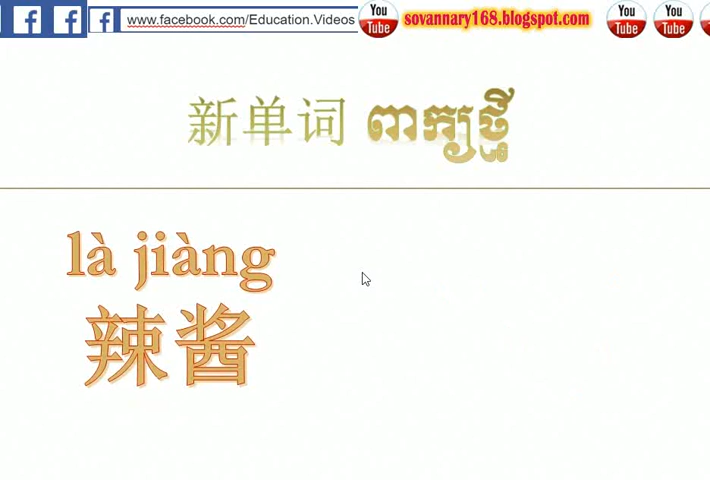 www.facebook.com/Education.Videos
You Tube
sovannary168.blogspot.com
You Tube
You Tube
新单词 ពាក្យថ្មី
là jiàng
辣酱